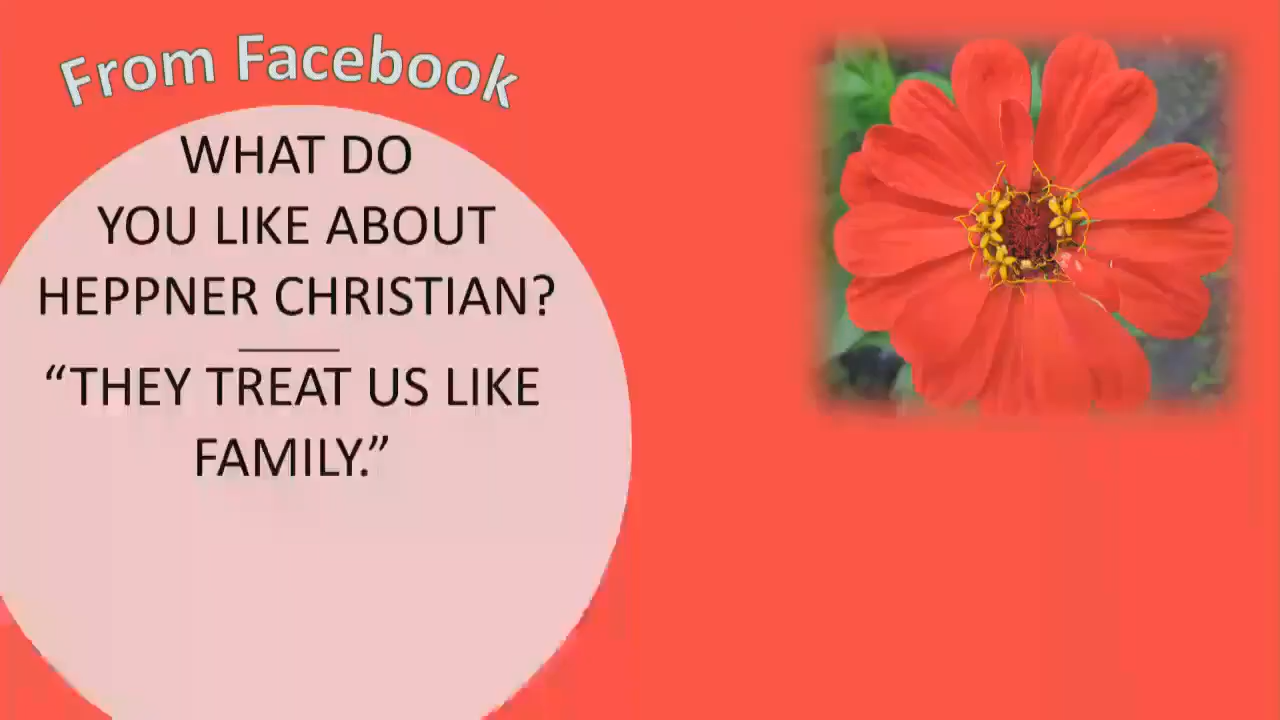 From Facebook
WHAT DO
YOU LIKE ABOUT
HEPPNER CHRISTIAN?
“THEY TREAT US LIKE
FAMILY.”